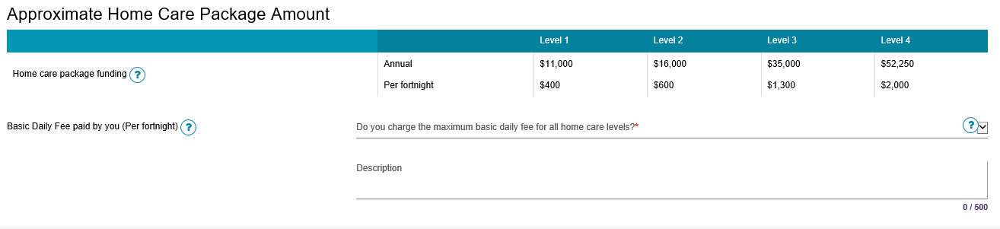 Approximate Home Care Package Amount
Level 1 Level 2 Level 3 Level 4
Home care package funding ?
Annual $11,000 $16,000 $35,000 $52,250
Per fortnight $400 $600 $1,300 $2,000
Basic Daily Fee paid by you (Per fortnight) ?
Do you charge the maximum basic daily fee for all home care levels?* ?
Description
0 / 500